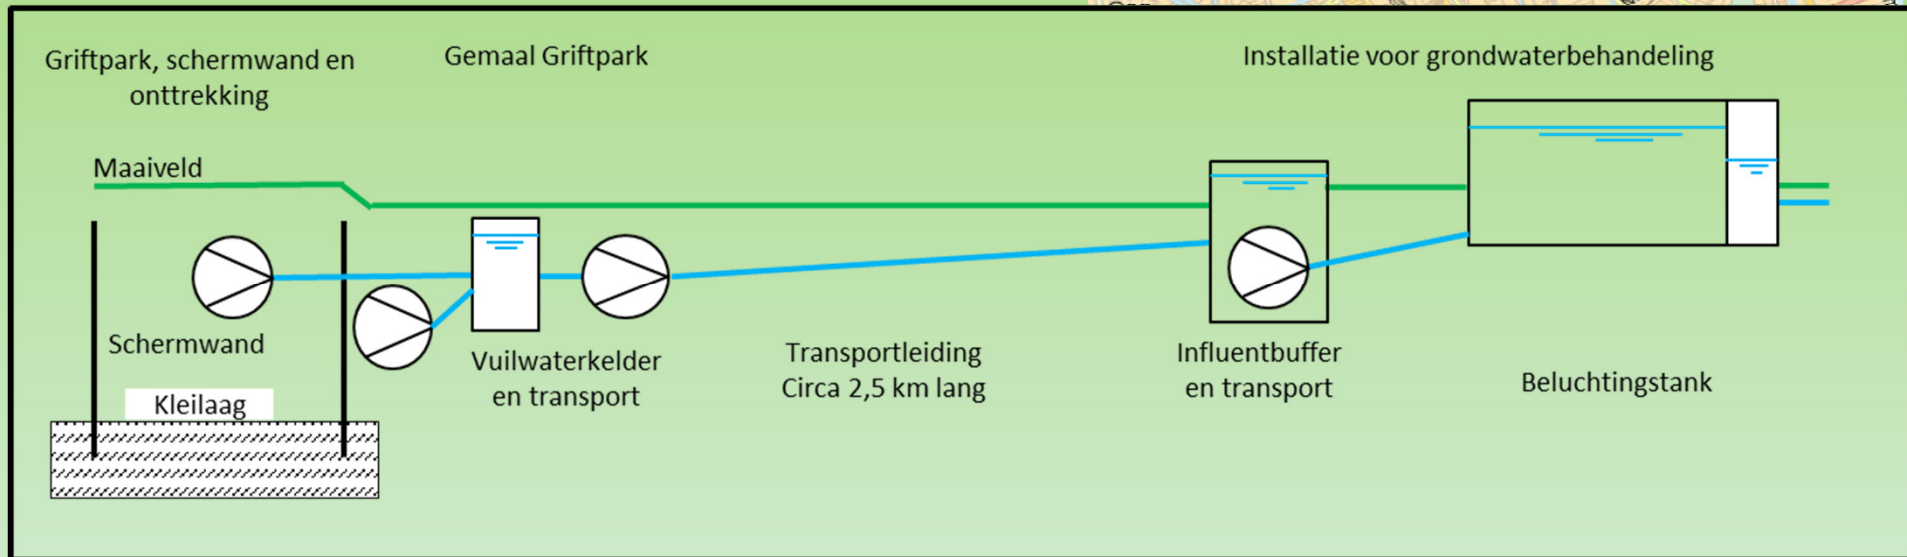 Griftpark, schermwand en
onttrekking
Gemaal Griftpark
Installatie voor grondwaterbehandeling
Maaiveld
Schermwand
Kleilaag
Vuilwaterkelder
en transport
Transportleiding
Circa 2,5 km lang
Influentbuffer
en transport
Beluchtingstank